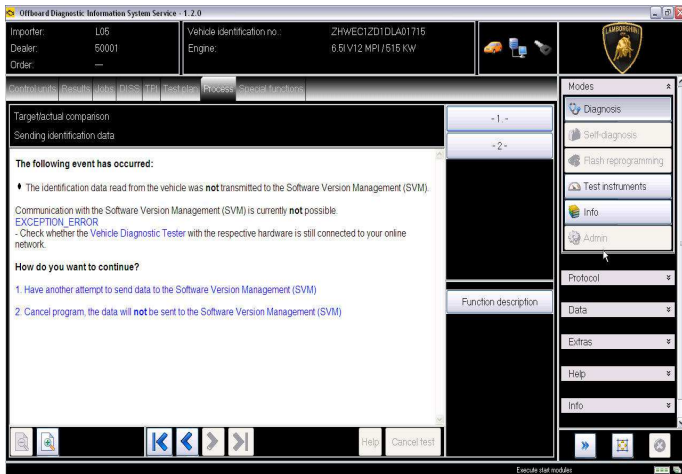 Offboard Diagnostic Information System Service - 1.2.0
Importer: L05
Dealer: 50001
Order: ---
Vehicle identification no.: ZHWEC1ZD1DLA01715
Engine: 6.5l V12 MPI / 515 KW
LAMBORGHINI
Control units Results Jobs DISS TPI Test plan Process Special functions
Target/actual comparison
Sending identification data
The following event has occurred:
The identification data read from the vehicle was not transmitted to the Software Version Management (SVM).
Communication with the Software Version Management (SVM) is currently not possible.
EXCEPTION_ERROR
- Check whether the Vehicle Diagnostic Tester with the respective hardware is still connected to your online
network.
How do you want to continue?
1. Have another attempt to send data to the Software Version Management (SVM)
2. Cancel program, the data will not be sent to the Software Version Management (SVM)
Help Cancel test
- 1 -
- 2 -
Function description
Modes
Diagnosis
Self-diagnosis
Flash reprogramming
Test instruments
Info
Admin
Protocol
Data
Extras
Help
Info
Execute start modules